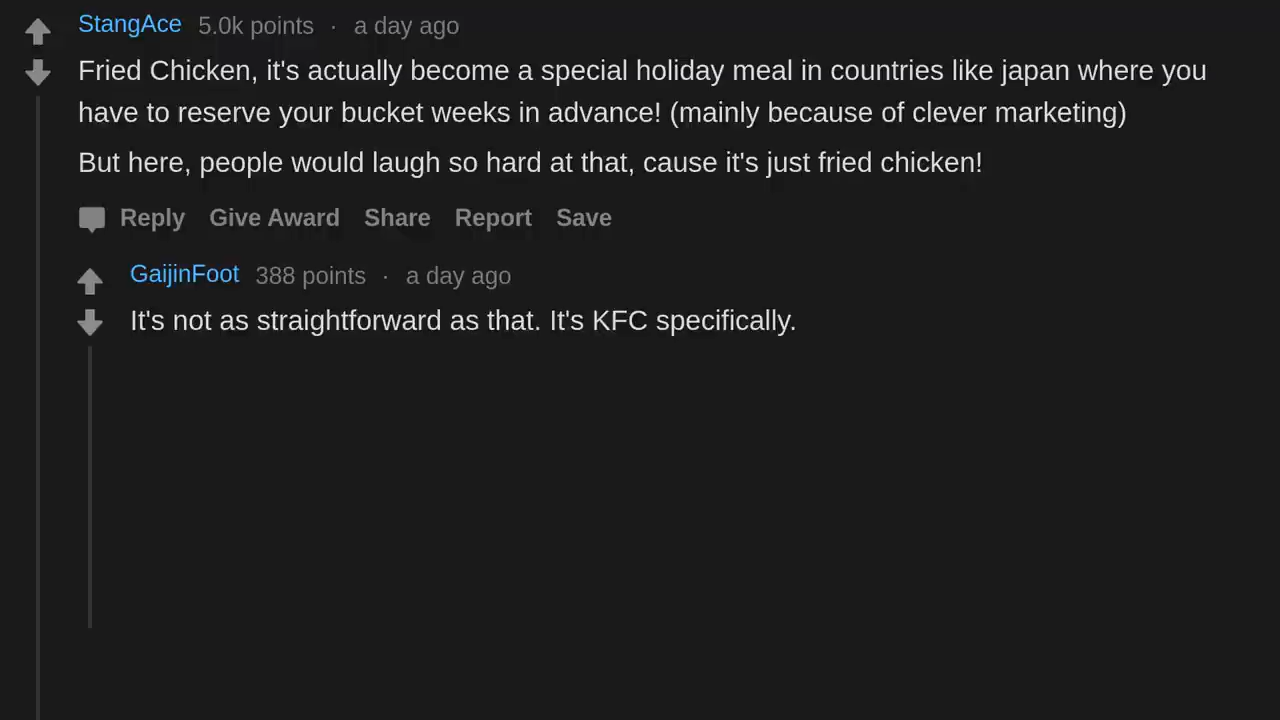 StangAce 5.0k points · a day ago
Fried Chicken, it's actually become a special holiday meal in countries like japan where you
have to reserve your bucket weeks in advance! (mainly because of clever marketing)
But here, people would laugh so hard at that, cause it's just fried chicken!
Reply Give Award Share Report Save
GaijinFoot 388 points · a day ago
It's not as straightforward as that. It's KFC specifically.